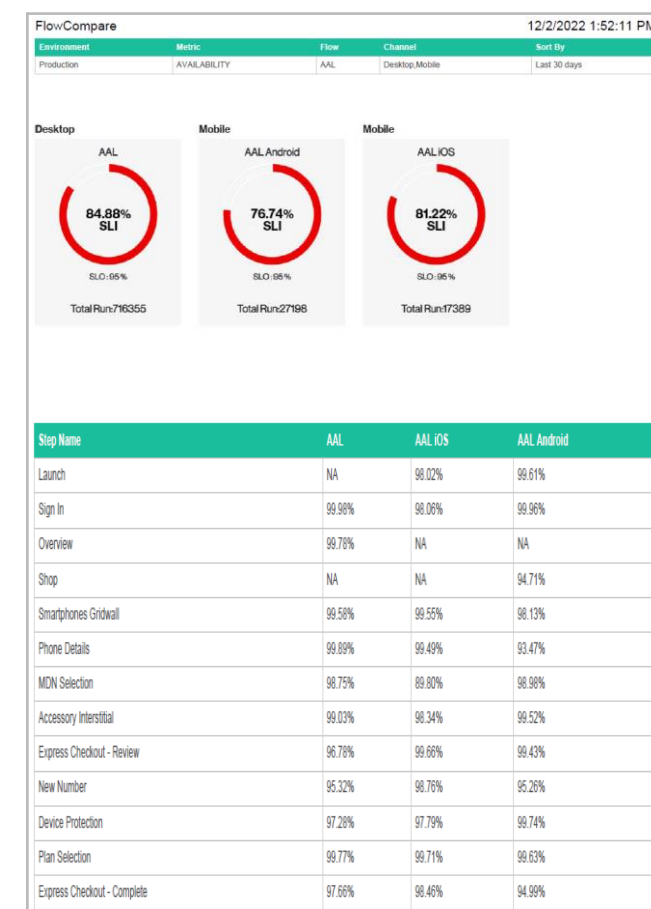 FlowCompare 12/2/2022 1:52:11 PM
Environment Metric Flow Channel Sort By
Production AVAILABILITY AAL Desktop,Mobile Last 30 days
Desktop Mobile Mobile
AAL AAL Android AAL iOS
84.88% 76.74% 81.22%
SLI SLI SLI
SLO:95% SLO:95% SLO:95%
Total Run:716355 Total Run:27198 Total Run:17389
Step Name AAL AAL iOS AAL Android
Launch NA 98.02% 99.61%
Sign In 99.98% 98.06% 99.96%
Overview 99.78% NA NA
Shop NA NA 94.71%
Smartphones Gridwall 99.58% 99.55% 98.13%
Phone Details 99.89% 99.49% 93.47%
MDN Selection 98.75% 89.80% 98.98%
Accessory Interstitial 99.03% 98.34% 99.52%
Express Checkout - Review 96.78% 99.66% 99.43%
New Number 95.32% 98.76% 95.26%
Device Protection 97.28% 97.79% 99.74%
Plan Selection 99.77% 99.71% 99.63%
Express Checkout - Complete 97.66% 98.46% 94.99%